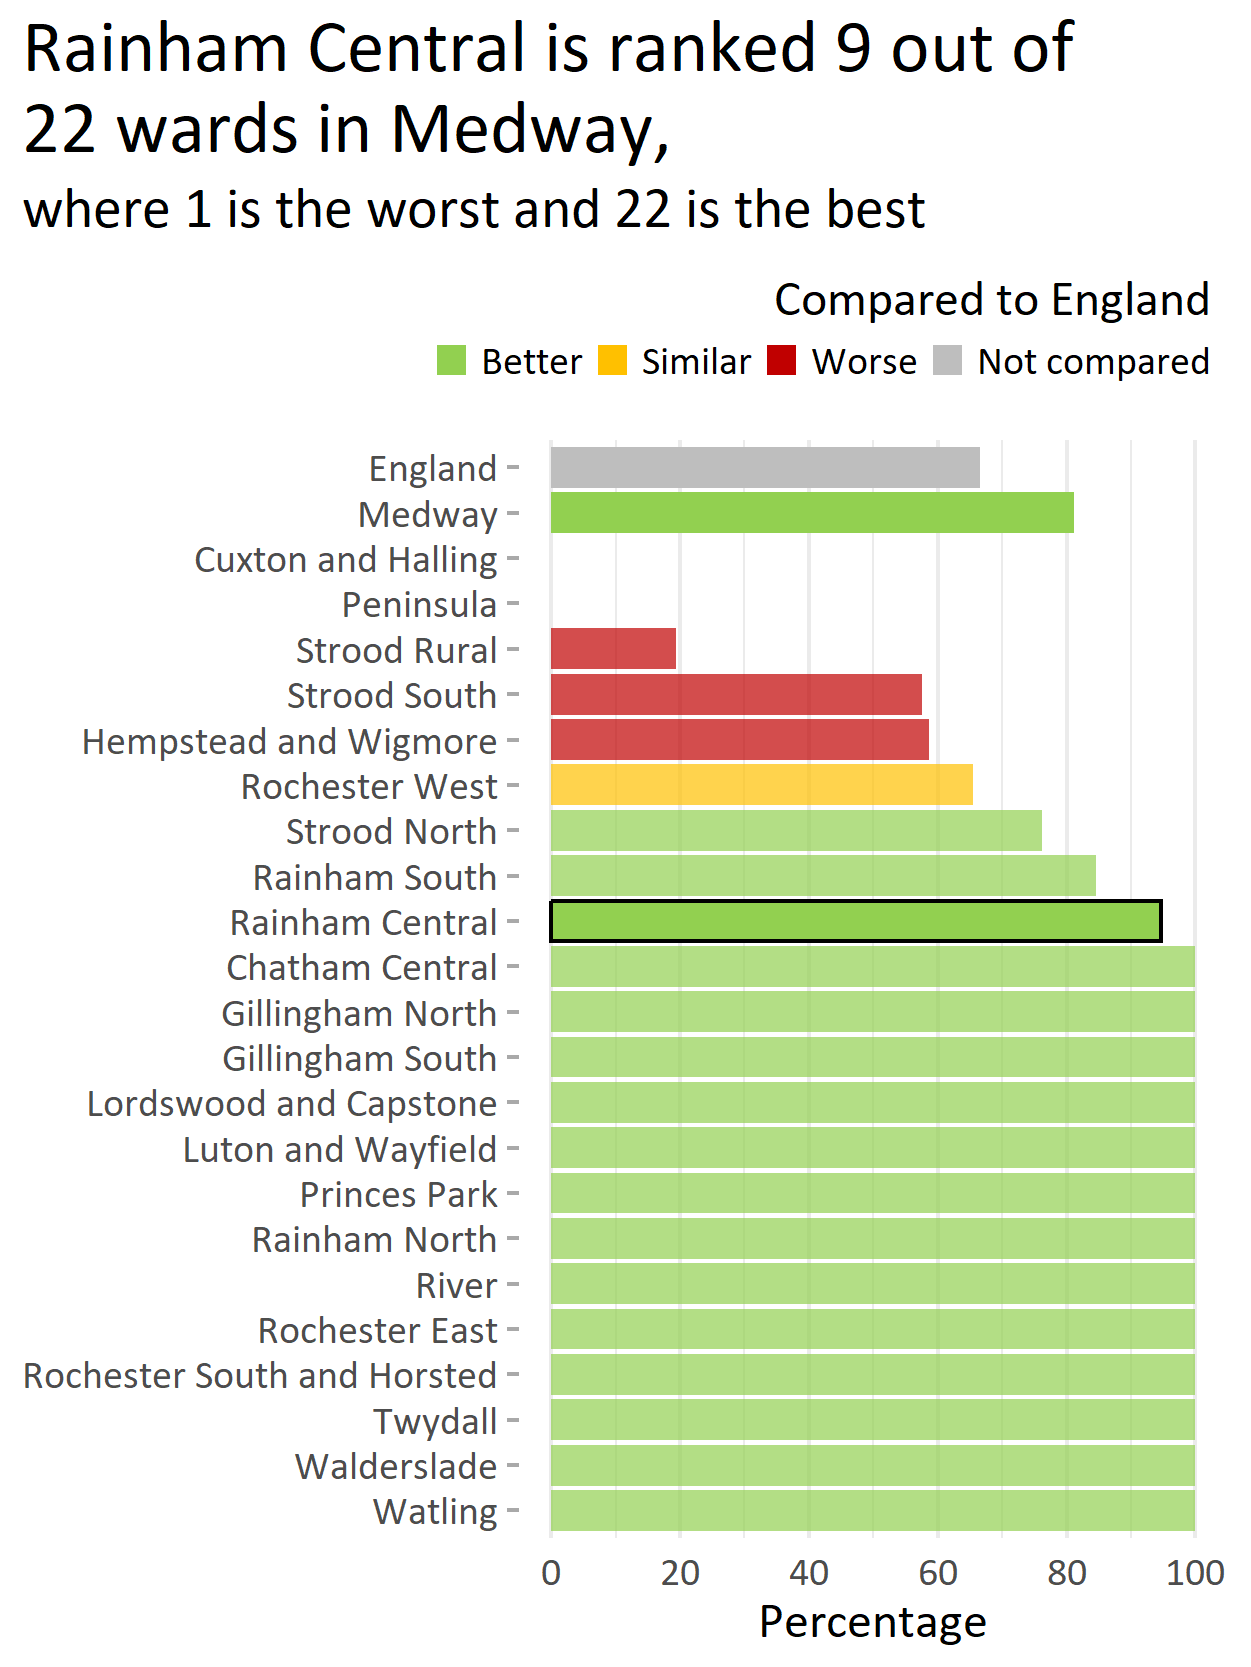 Rainham Central is ranked 9 out of
22 wards in Medway,
where 1 is the worst and 22 is the best
Compared to England
Better Similar Worse Not compared
England
Medway
Cuxton and Halling
Peninsula
Strood Rural
Strood South
Hempstead and Wigmore
Rochester West
Strood North
Rainham South
Rainham Central
Chatham Central
Gillingham North
Gillingham South
Lordswood and Capstone
Luton and Wayfield
Princes Park
Rainham North
River
Rochester East
Rochester South and Horsted
Twydall
Walderslade
Watling
0 20 40 60 80 100
Percentage